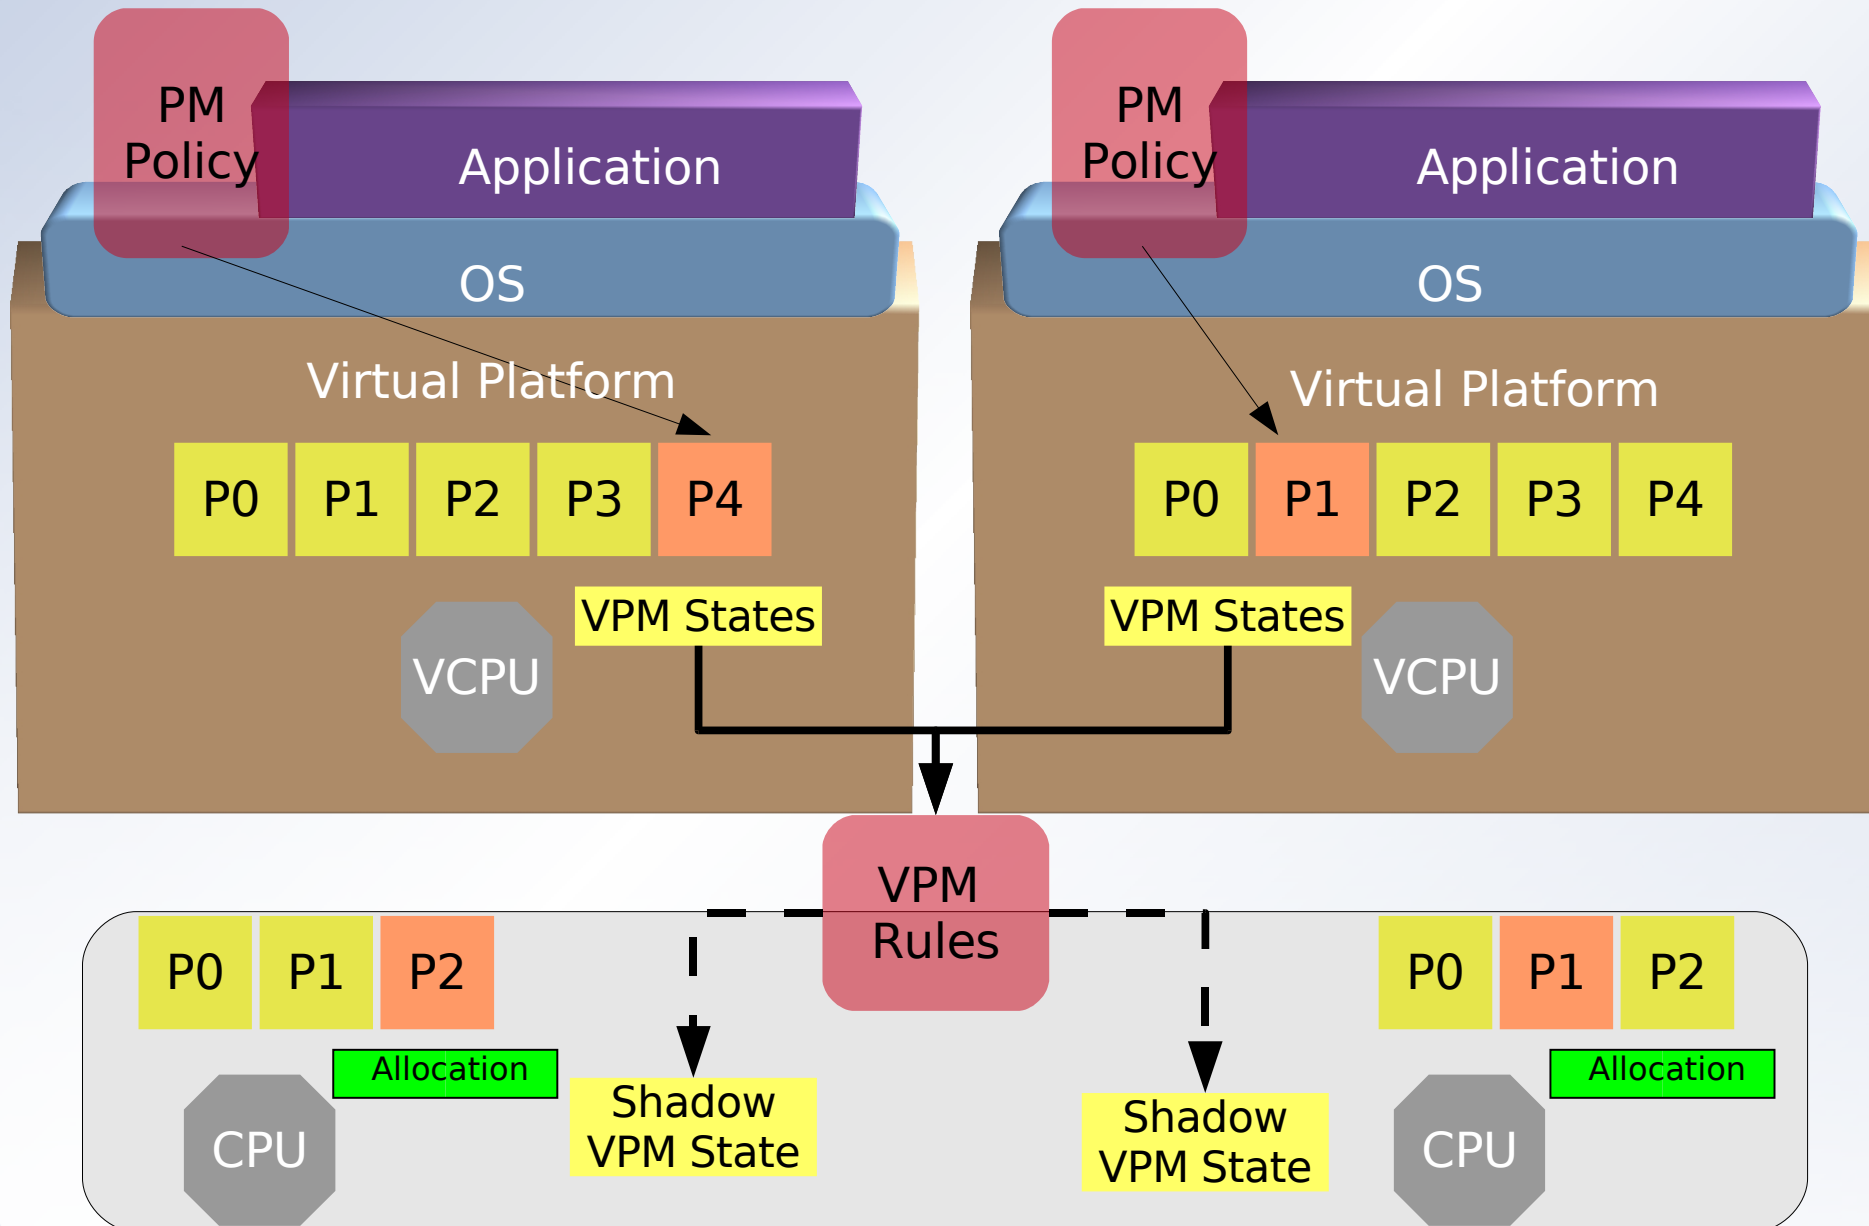 PM
Policy
Application
OS
Virtual Platform
P0 P1 P2 P3 P4
VPM States
VCPU
PM
Policy
Application
OS
Virtual Platform
P0 P1 P2 P3 P4
VPM States
VCPU
VPM
Rules
P0 P1 P2
Allocation
CPU
Shadow
VPM State
Shadow
VPM State
P0 P1 P2
Allocation
CPU